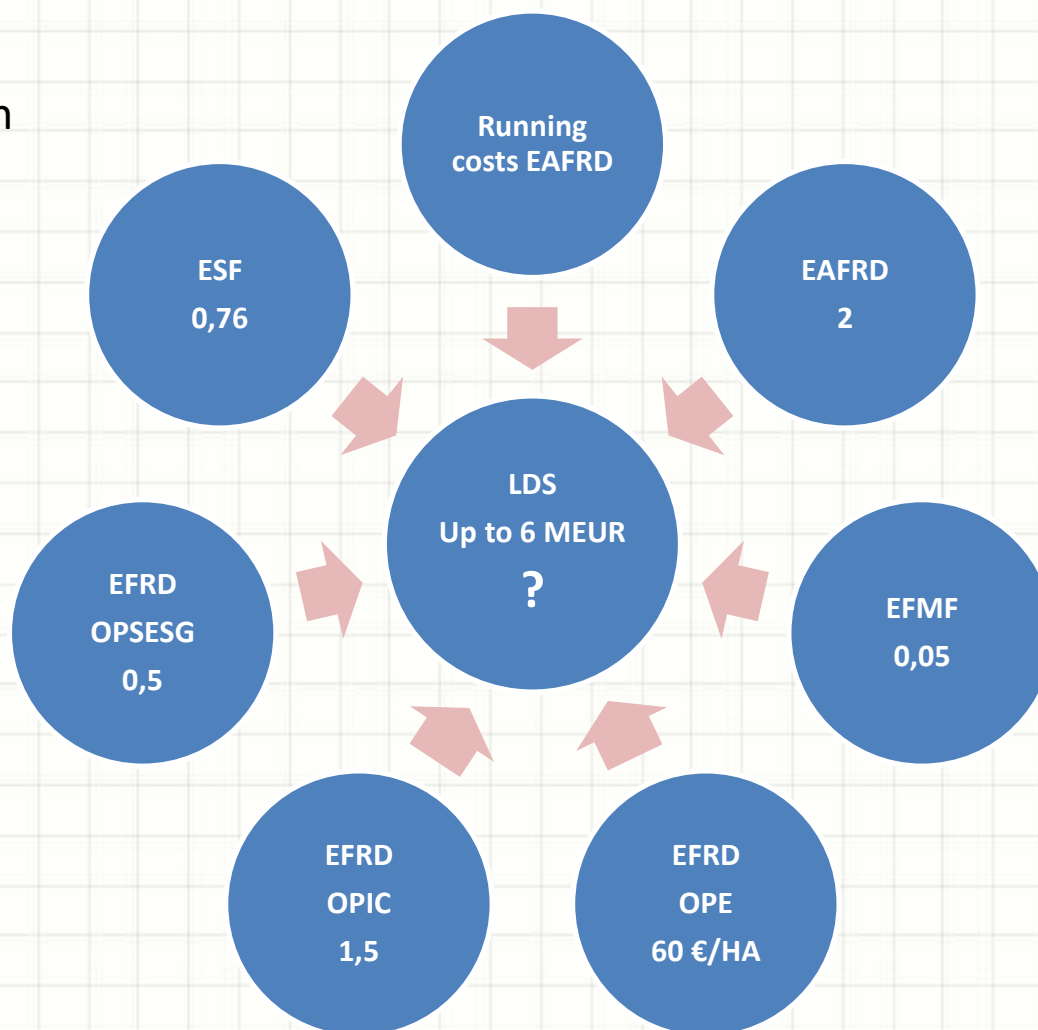 n
Running
costs EAFRD
ESF
0,76
EAFRD
2
LDS
Up to 6 MEUR
?
EFRD
OPSESG
0,5
EFMF
0,05
EFRD
OPIC
1,5
EFRD
OPE
60 €/HA